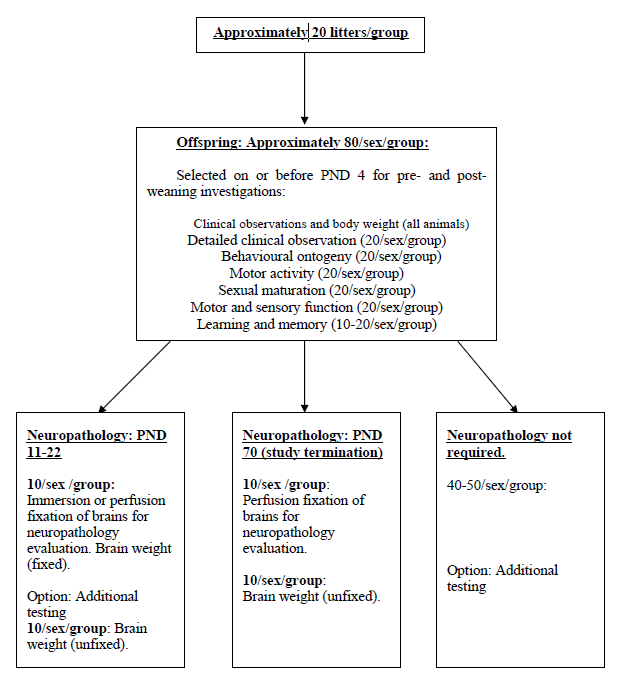 Approximately 20 litters/group
Offspring: Approximately 80/sex/group:
Selected on or before PND 4 for pre- and post-
weaning investigations:
Clinical observations and body weight (all animals)
Detailed clinical observation (20/sex/group)
Behavioural ontogeny (20/sex/group)
Motor activity (20/sex/group)
Sexual maturation (20/sex/group)
Motor and sensory function (20/sex/group)
Learning and memory (10-20/sex/group)
Neuropathology: PND
11-22
10/sex /group:
Immersion or perfusion
fixation of brains for
neuropathology
evaluation. Brain weight
(fixed).
Option: Additional
testing
10/sex/group: Brain
weight (unfixed).
Neuropathology: PND
70 (study termination)
10/sex /group:
Perfusion fixation of
brains for
neuropathology
evaluation.
10/sex/group:
Brain weight (unfixed).
Neuropathology not
required.
40-50/sex/group:
Option: Additional
testing